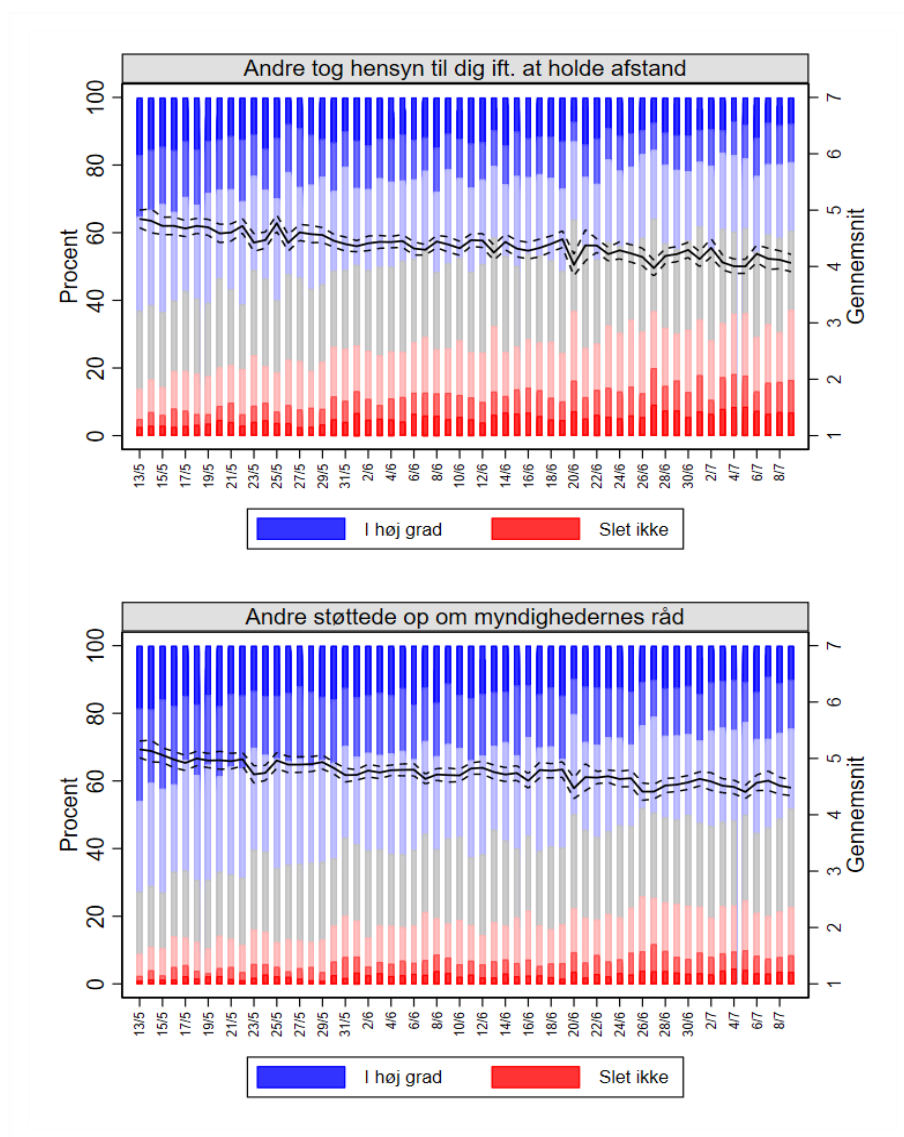 Andre tog hensyn til dig ift. at holde afstand
Procent
0 20 40 60 80 100
Gennemsnit
1 2 3 4 5 6 7
13/5 15/5 17/5 19/5 21/5 23/5 25/5 27/5 29/5 31/5 2/6 4/6 6/6 8/6 10/6 12/6 14/6 16/6 18/6 20/6 22/6 24/6 26/6 28/6 30/6 2/7 4/7 6/7 8/7
I høj grad Slet ikke
Andre støttede op om myndighedernes råd
Procent
0 20 40 60 80 100
Gennemsnit
1 2 3 4 5 6 7
13/5 15/5 17/5 19/5 21/5 23/5 25/5 27/5 29/5 31/5 2/6 4/6 6/6 8/6 10/6 12/6 14/6 16/6 18/6 20/6 22/6 24/6 26/6 28/6 30/6 2/7 4/7 6/7 8/7
I høj grad Slet ikke